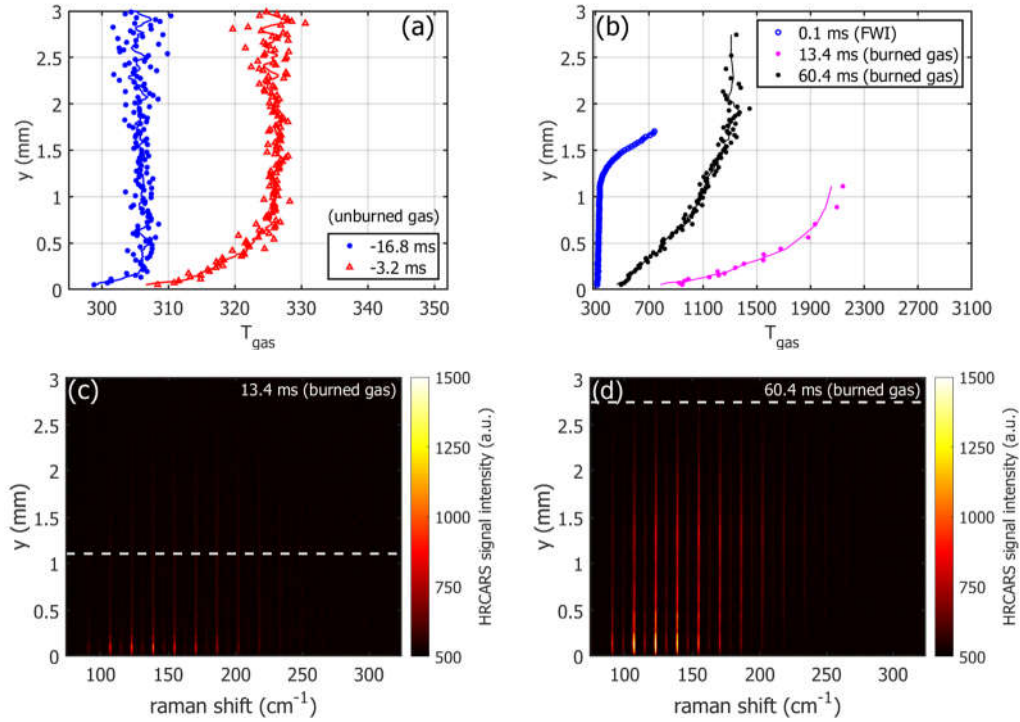 (a)
y (mm)
3
2.5
2
1.5
1
0.5
0
300 310 320 330 340 350
T_gas
(unburned gas)
-16.8 ms
-3.2 ms
(b)
y (mm)
3
2.5
2
1.5
1
0.5
0
300 700 1100 1500 1900 2300 2700 3100
T_gas
0.1 ms (FWI)
13.4 ms (burned gas)
60.4 ms (burned gas)
(c)
13.4 ms (burned gas)
y (mm)
3
2.5
2
1.5
1
0.5
0
100 150 200 250 300
raman shift (cm⁻¹)
1500
1250
1000
750
500
HRCARS signal intensity (a.u.)
(d)
60.4 ms (burned gas)
y (mm)
3
2.5
2
1.5
1
0.5
0
100 150 200 250 300
raman shift (cm⁻¹)
1500
1250
1000
750
500
HRCARS signal intensity (a.u.)